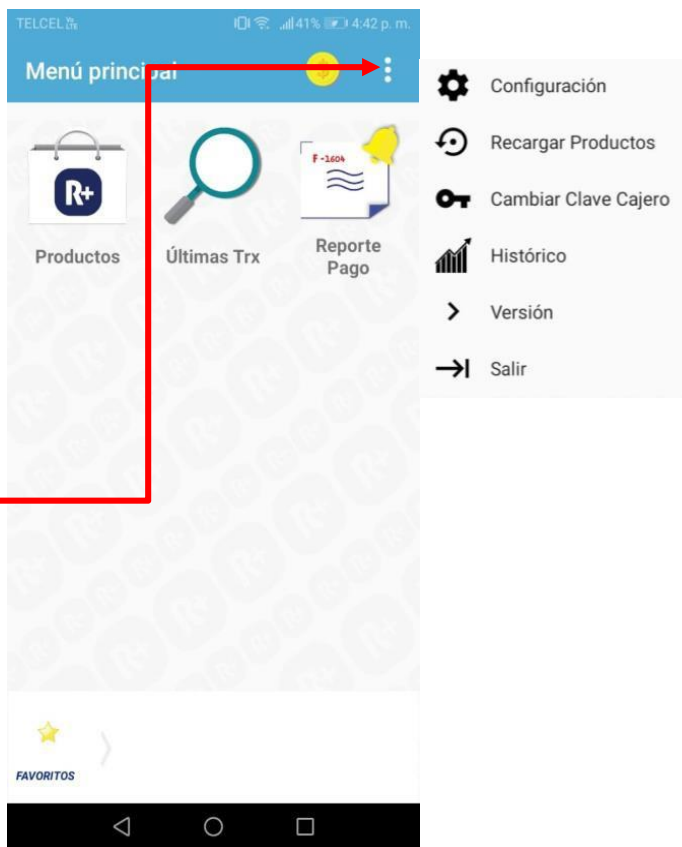 TELCEL 41% 4:42 p. m.
Menú principal
$
R+
F-1604
Productos
Últimas Trx
Reporte
Pago
FAVORITOS
Configuración
Recargar Productos
Cambiar Clave Cajero
Histórico
Versión
Salir